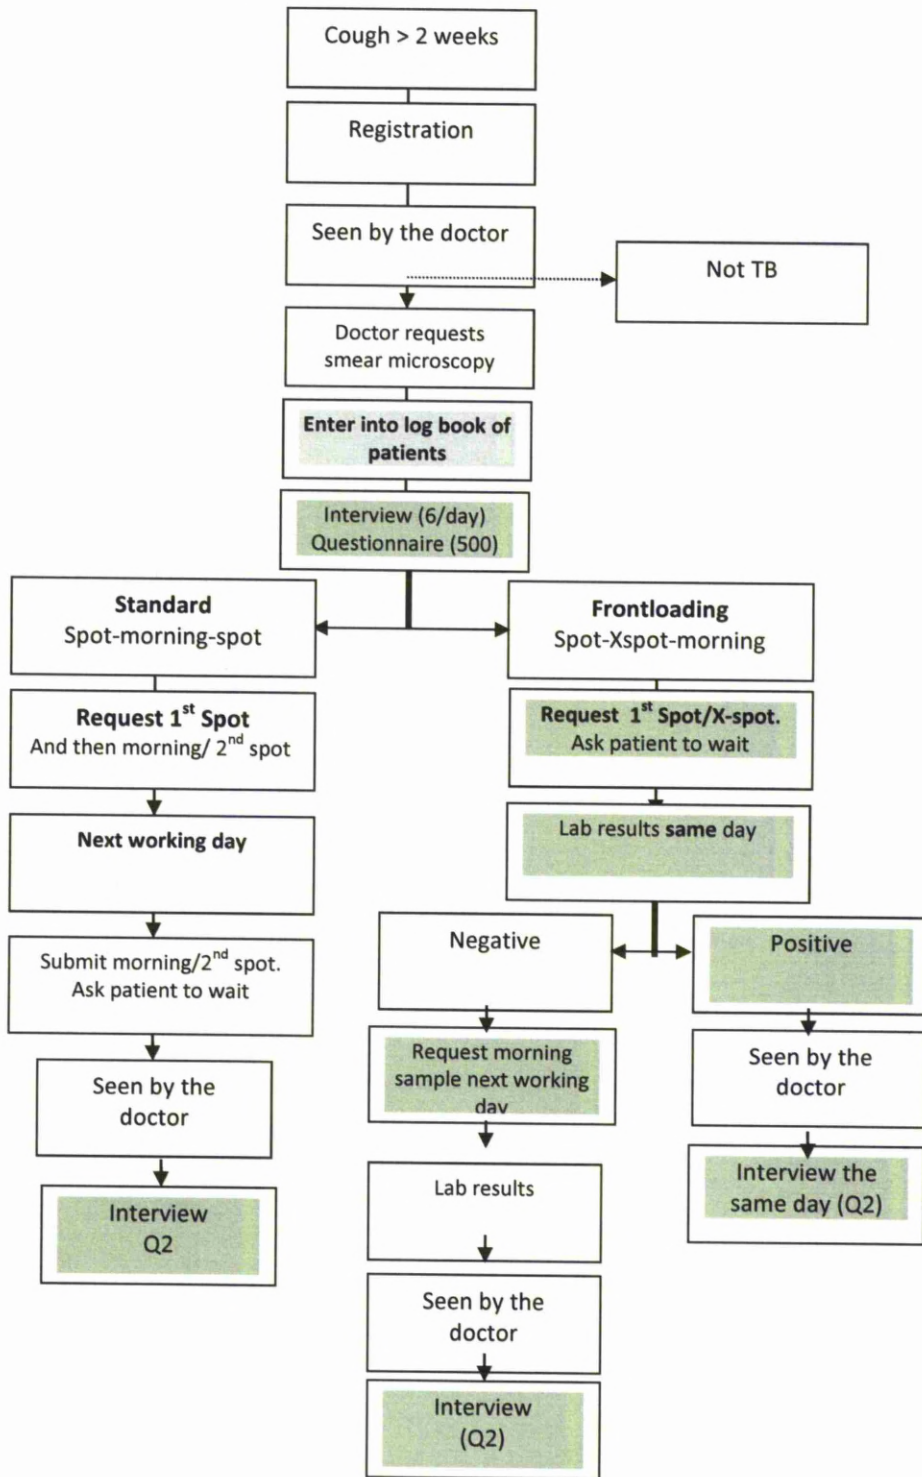 Cough > 2 weeks
Registration
Seen by the doctor
Not TB
Doctor requests
smear microscopy
Enter into log book of
patients
Interview (6/day)
Questionnaire (500)
Standard
Spot-morning-spot
Frontloading
Spot-Xspot-morning
Request 1st Spot
And then morning/ 2nd spot
Request 1st Spot/X-spot.
Ask patient to wait
Next working day
Lab results same day
Submit morning/2nd spot.
Ask patient to wait
Negative
Positive
Seen by the
doctor
Request morning
sample next working
day
Seen by the
doctor
Interview
Q2
Lab results
Interview the
same day (Q2)
Seen by the
doctor
Interview
(Q2)